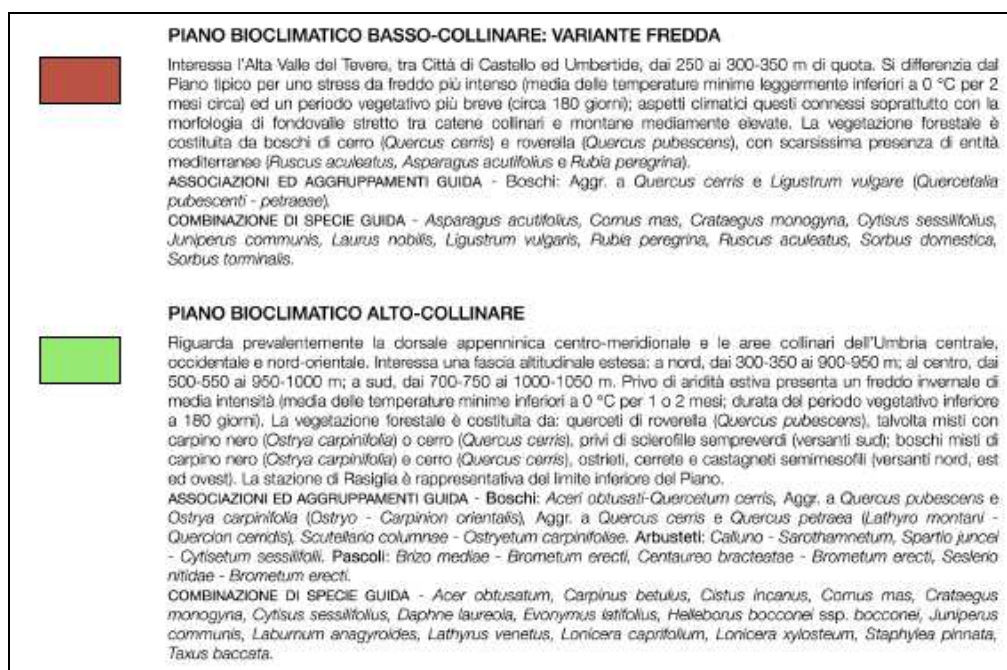 PIANO BIOCLIMATICO BASSO-COLLINARE: VARIANTE FREDDA
Interessa l'Alta Valle del Tevere, tra Città di Castello ed Umbertide, dai 250 ai 300-350 m di quota. Si differenzia dal
Piano tipico per uno stress da freddo più intenso (media delle temperature minime leggermente inferiori a 0 °C per 2
mesi circa) ed un periodo vegetativo più breve (circa 180 giorni); aspetti climatici questi connessi soprattutto con la
morfologia di fondovalle stretto tra catene collinari e montane mediamente elevate. La vegetazione forestale è
costituita da boschi di cerro (Quercus cerris) e roverella (Quercus pubescens), con scarsissima presenza di entità
mediterranee (Ruscus aculeatus, Asparagus acutifolius e Rubia peregrina).
ASSOCIAZIONI ED AGGRUPPAMENTI GUIDA - Boschi: Aggr. a Quercus cerris e Ligustrum vulgare (Quercetalia
pubescenti - petraeae).
COMBINAZIONE DI SPECIE GUIDA - Asparagus acutifolius, Cornus mas, Crataegus monogyna, Cytisus sessilifolius,
Juniperus communis, Laurus nobilis, Ligustrum vulgaris, Rubia peregrina, Ruscus aculeatus, Sorbus domestica,
Sorbus torminalis.
PIANO BIOCLIMATICO ALTO-COLLINARE
Riguarda prevalentemente la dorsale appenninica centro-meridionale e le aree collinari dell'Umbria centrale,
occidentale e nord-orientale. Interessa una fascia altitudinale estesa: a nord, dai 300-350 ai 900-950 m; al centro, dai
500-550 ai 950-1000 m; a sud, dai 700-750 ai 1000-1050 m. Privo di aridità estiva presenta un freddo invernale di
media intensità (media delle temperature minime inferiori a 0 °C per 1 o 2 mesi; durata del periodo vegetativo inferiore
a 180 giorni). La vegetazione forestale è costituita da: querceti di roverella (Quercus pubescens), talvolta misti con
carpino nero (Ostrya carpinifolia) o cerro (Quercus cerris), privi di sclerofille sempreverdi (versanti sud); boschi misti di
carpino nero (Ostrya carpinifolia) e cerro (Quercus cerris), ostrieti, cerrete e castagneti semimesofili (versanti nord, est
ed ovest). La stazione di Rasiglia è rappresentativa del limite inferiore del Piano.
ASSOCIAZIONI ED AGGRUPPAMENTI GUIDA - Boschi: Aceri obtusati-Quercetum cerris, Aggr. a Quercus pubescens e
Ostrya carpinifolia (Ostryo - Carpinion orientalis), Aggr. a Quercus cerris e Quercus petraea (Lathyro montani -
Quercion cerridis), Scutellario columnae - Ostryetum carpinifoliae. Arbusteti: Calluno - Sarothamnetum, Spartio juncei
- Cytisetum sessilifolii. Pascoli: Brizo mediae - Brometum erecti, Centaureo bracteatae - Brometum erecti, Seslerio
nitidae - Brometum erecti.
COMBINAZIONE DI SPECIE GUIDA - Acer obtusatum, Carpinus betulus, Cistus incanus, Cornus mas, Crataegus
monogyna, Cytisus sessilifolius, Daphne laureola, Evonymus latifolius, Helleborus bocconei ssp. bocconei, Juniperus
communis, Laburnum anagyroides, Lathyrus venetus, Lonicera caprifolium, Lonicera xylosteum, Staphylea pinnata,
Taxus baccata.